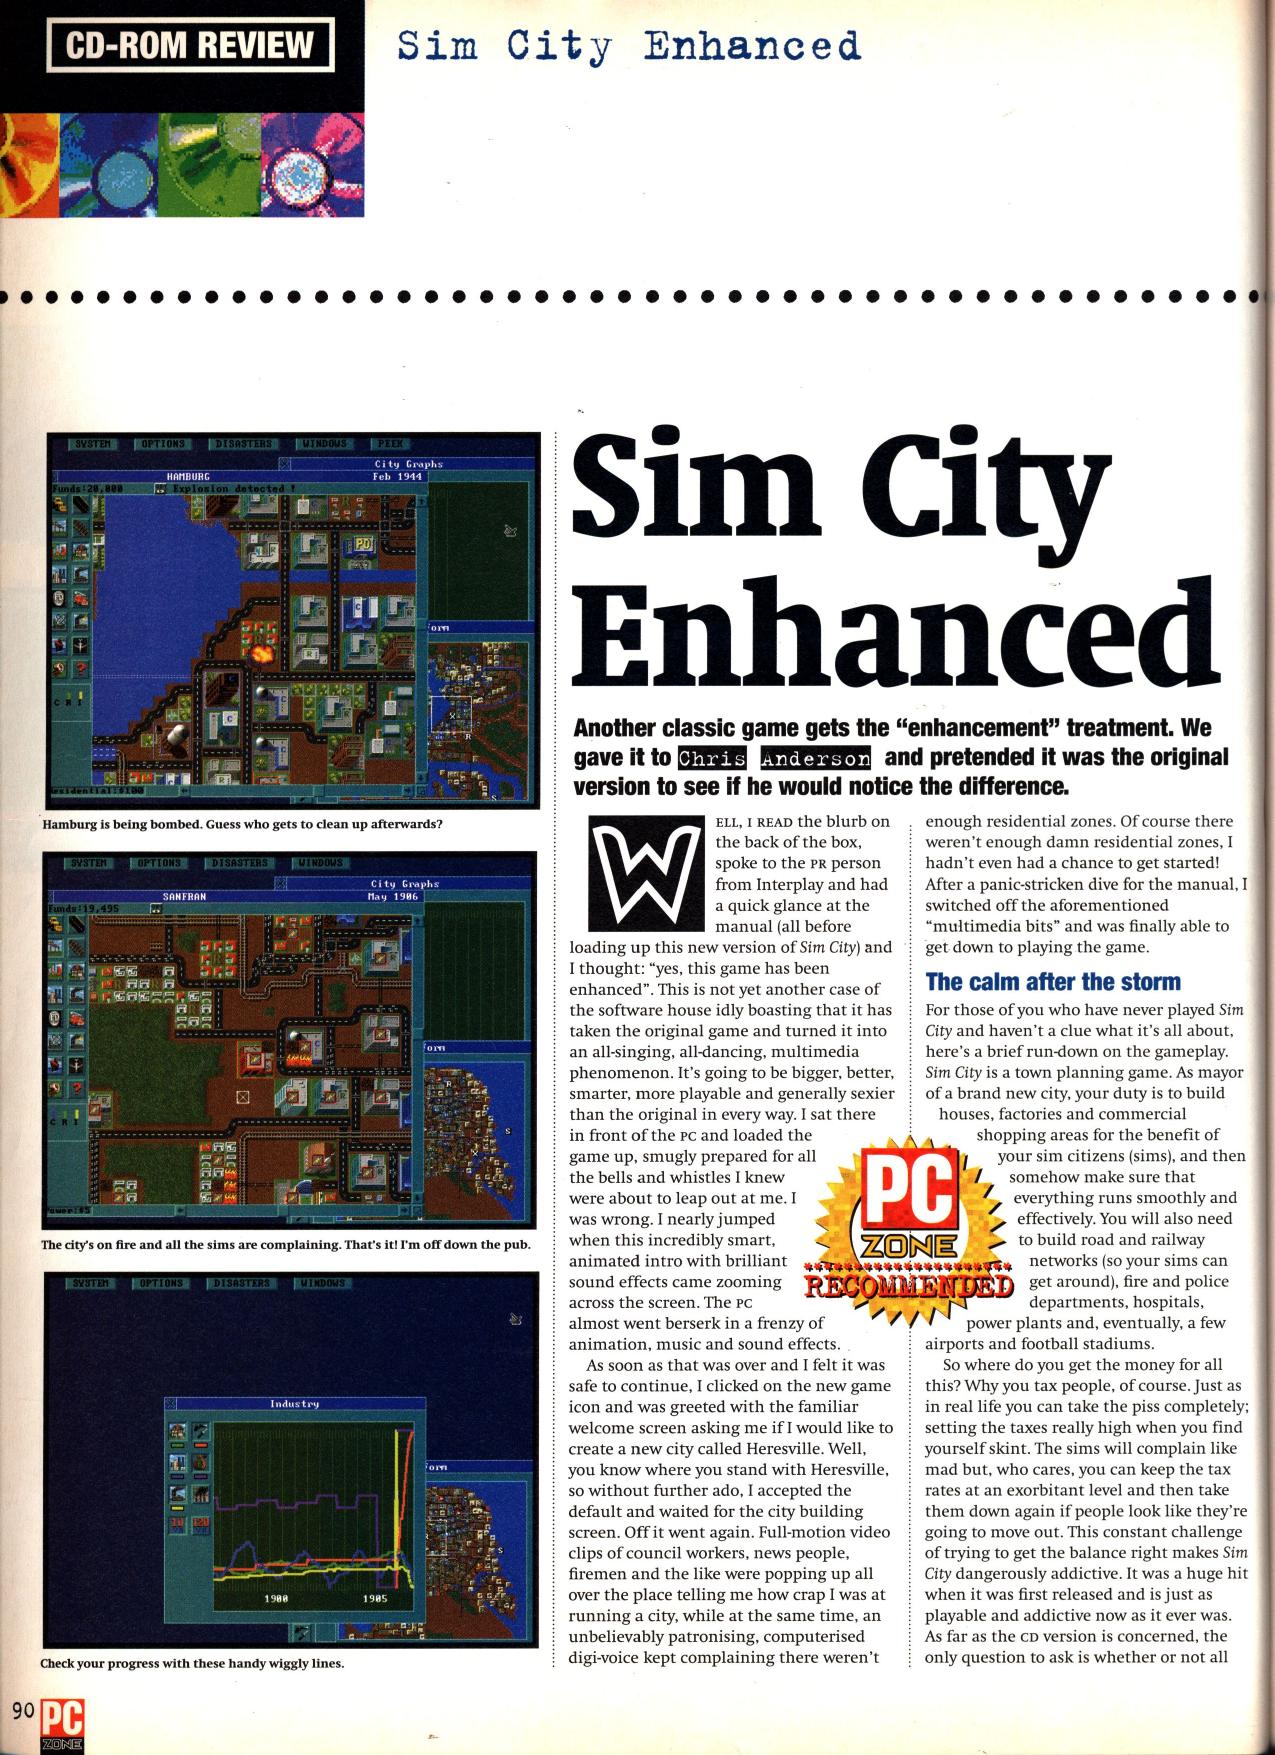 CD-ROM REVIEW
Sim City Enhanced
SYSTEM OPTIONS DISASTERS WINDOWS PEEK
City Graphs
HAMBURG Feb 1944
Funds:20,000 Explosion detected !
PD
orm
C R I
esidential:$100
Hamburg is being bombed. Guess who gets to clean up afterwards?
SYSTEM OPTIONS DISASTERS WINDOWS
City Graphs
SANFRAN May 1906
Funds:19,495
orm
C R I
ower:$5
The city's on fire and all the sims are complaining. That's it! I'm off down the pub.
SYSTEM OPTIONS DISASTERS WINDOWS
Industry
orm
1900 1905
Check your progress with these handy wiggly lines.
Sim City
Enhanced
Another classic game gets the “enhancement” treatment. We
gave it to Chris Anderson and pretended it was the original
version to see if he would notice the difference.
WELL, I READ the blurb on
the back of the box,
spoke to the PR person
from Interplay and had
a quick glance at the
manual (all before
loading up this new version of Sim City) and
I thought: “yes, this game has been
enhanced”. This is not yet another case of
the software house idly boasting that it has
taken the original game and turned it into
an all-singing, all-dancing, multimedia
phenomenon. It's going to be bigger, better,
smarter, more playable and generally sexier
than the original in every way. I sat there
in front of the PC and loaded the
game up, smugly prepared for all
the bells and whistles I knew
were about to leap out at me. I
was wrong. I nearly jumped
when this incredibly smart,
animated intro with brilliant
sound effects came zooming
across the screen. The PC
almost went berserk in a frenzy of
animation, music and sound effects.
As soon as that was over and I felt it was
safe to continue, I clicked on the new game
icon and was greeted with the familiar
welcome screen asking me if I would like to
create a new city called Heresville. Well,
you know where you stand with Heresville,
so without further ado, I accepted the
default and waited for the city building
screen. Off it went again. Full-motion video
clips of council workers, news people,
firemen and the like were popping up all
over the place telling me how crap I was at
running a city, while at the same time, an
unbelievably patronising, computerised
digi-voice kept complaining there weren't
enough residential zones. Of course there
weren't enough damn residential zones, I
hadn't even had a chance to get started!
After a panic-stricken dive for the manual, I
switched off the aforementioned
“multimedia bits” and was finally able to
get down to playing the game.
The calm after the storm
For those of you who have never played Sim
City and haven't a clue what it's all about,
here's a brief run-down on the gameplay.
Sim City is a town planning game. As mayor
of a brand new city, your duty is to build
houses, factories and commercial
shopping areas for the benefit of
your sim citizens (sims), and then
somehow make sure that
everything runs smoothly and
effectively. You will also need
to build road and railway
networks (so your sims can
get around), fire and police
departments, hospitals,
power plants and, eventually, a few
airports and football stadiums.
So where do you get the money for all
this? Why you tax people, of course. Just as
in real life you can take the piss completely;
setting the taxes really high when you find
yourself skint. The sims will complain like
mad but, who cares, you can keep the tax
rates at an exorbitant level and then take
them down again if people look like they're
going to move out. This constant challenge
of trying to get the balance right makes Sim
City dangerously addictive. It was a huge hit
when it was first released and is just as
playable and addictive now as it ever was.
As far as the CD version is concerned, the
only question to ask is whether or not all
PC
ZONE
RECOMMENDED
90 PC
ZONE